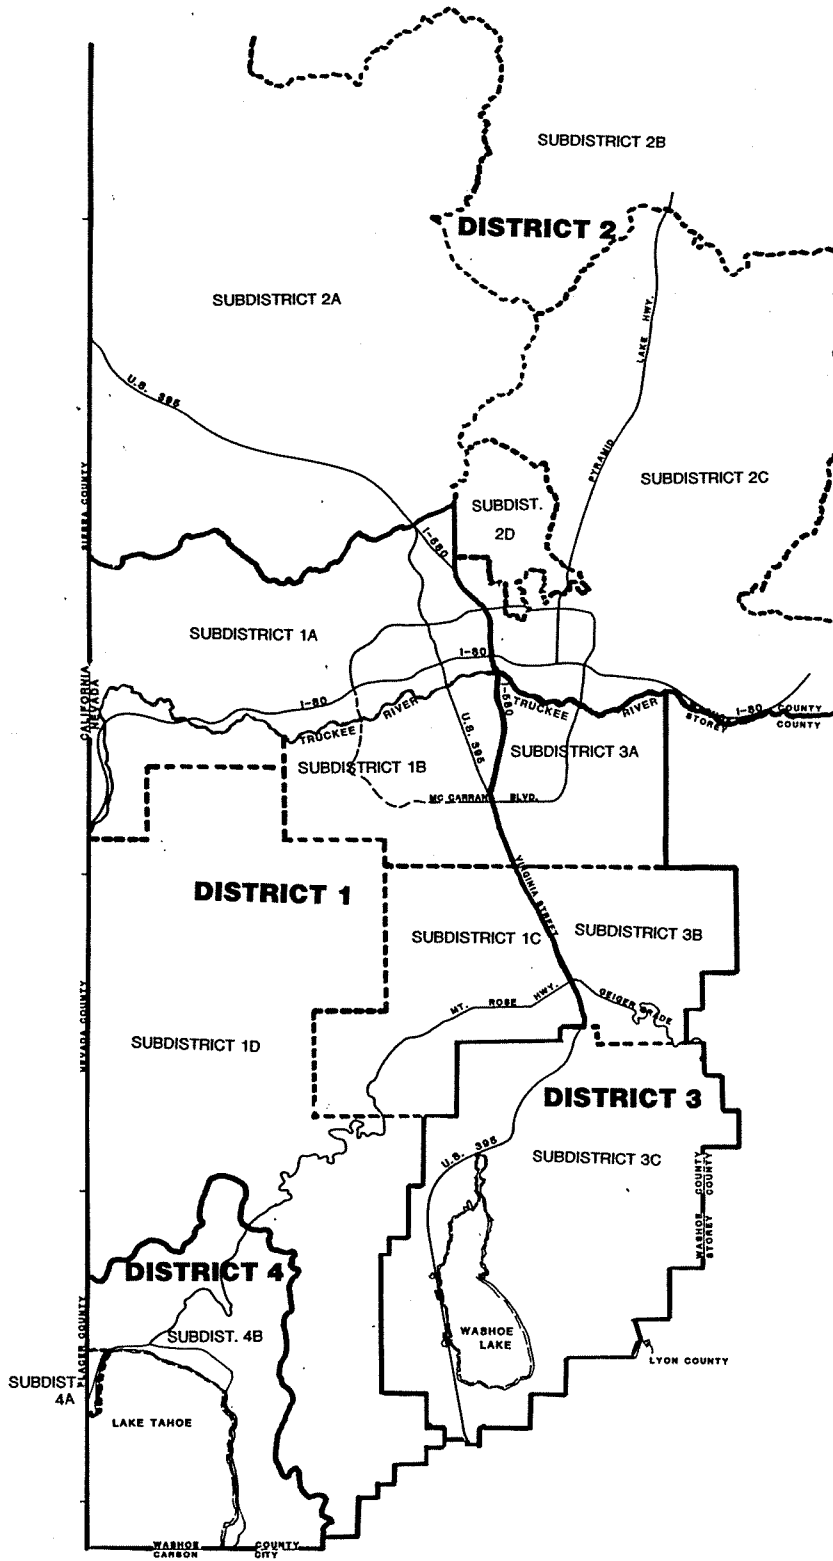 SUBDISTRICT 2B
DISTRICT 2
SUBDISTRICT 2A
LAKE HWY.
PYRAMID
U.S. 395
SUBDISTRICT 2C
SUBDIST.
2D
SIERRA COUNTY
I-580
SUBDISTRICT 1A
I-80
CALIFORNIA
NEVADA
I-80
I-580
TRUCKEE RIVER
TRUCKEE RIVER
I-80
COUNTY
STOREY COUNTY
U.S. 395
SUBDISTRICT 3A
SUBDISTRICT 1B
MC CARRAN BLVD.
VIRGINIA STREET
DISTRICT 1
SUBDISTRICT 1C
SUBDISTRICT 3B
MT. ROSE HWY.
GEIGER GRADE
NEVADA COUNTY
SUBDISTRICT 1D
DISTRICT 3
U.S. 395
SUBDISTRICT 3C
WASHOE COUNTY
STOREY COUNTY
DISTRICT 4
PLACER COUNTY
SUBDIST. 4B
WASHOE
LAKE
LYON COUNTY
SUBDIST.
4A
LAKE TAHOE
WASHOE COUNTY
CARSON CITY